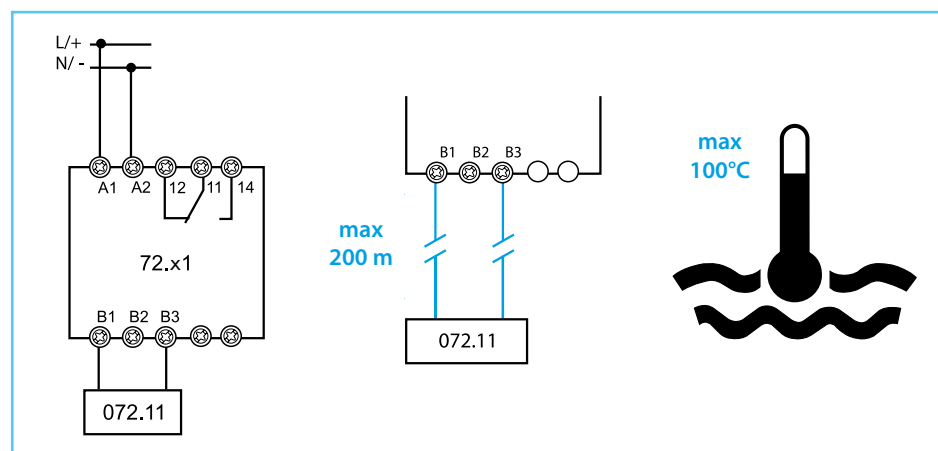 L/+
N/ -
A1 A2 12 11 14
72.x1
B1 B2 B3
072.11
B1 B2 B3
max
200 m
072.11
max
100°C